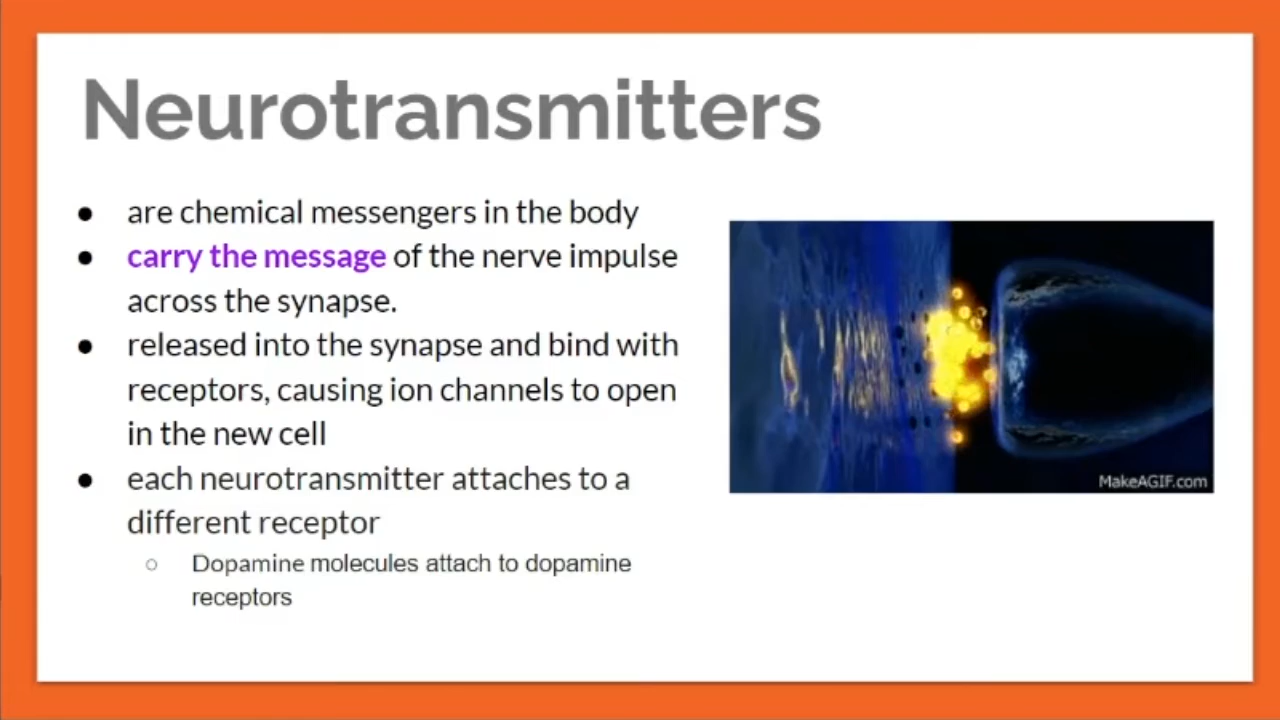 Neurotransmitters
● are chemical messengers in the body
● carry the message of the nerve impulse
across the synapse.
● released into the synapse and bind with
receptors, causing ion channels to open
in the new cell
● each neurotransmitter attaches to a
different receptor
○ Dopamine molecules attach to dopamine
receptors
MakeAGIF.com